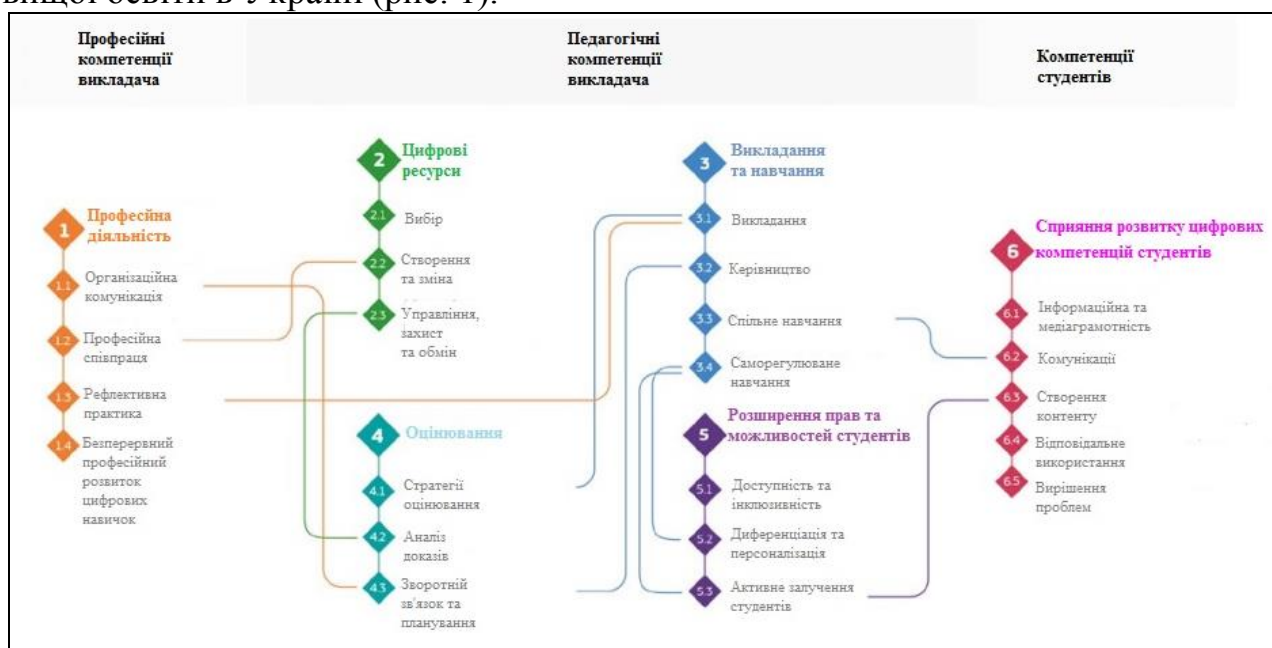 вищої освіти в Україні (рис. 1).
Професійні
компетенції
викладача
Педагогічні
компетенції
викладача
Компетенції
студентів
1
Професійна
діяльність
1.1
Організаційна
комунікація
1.2
Професійна
співпраця
1.3
Рефлективна
практика
1.4
Безперервний
професійний
розвиток
цифрових
навичок
2
Цифрові
ресурси
2.1
Вибір
2.2
Створення
та зміна
2.3
Управління,
захист
та обмін
3
Викладання
та навчання
3.1
Викладання
3.2
Керівництво
3.3
Спільне навчання
3.4
Саморегулюване
навчання
4
Оцінювання
4.1
Стратегії
оцінювання
4.2
Аналіз
доказів
4.3
Зворотній
зв'язок та
планування
5
Розширення прав та
можливостей студентів
5.1
Доступність та
інклюзивність
5.2
Диференціація та
персоналізація
5.3
Активне залучення
студентів
6
Сприяння розвитку цифрових
компетенцій студентів
6.1
Інформаційна та
медіаграмотність
6.2
Комунікації
6.3
Створення
контенту
6.4
Відповідальне
використання
6.5
Вирішення
проблем